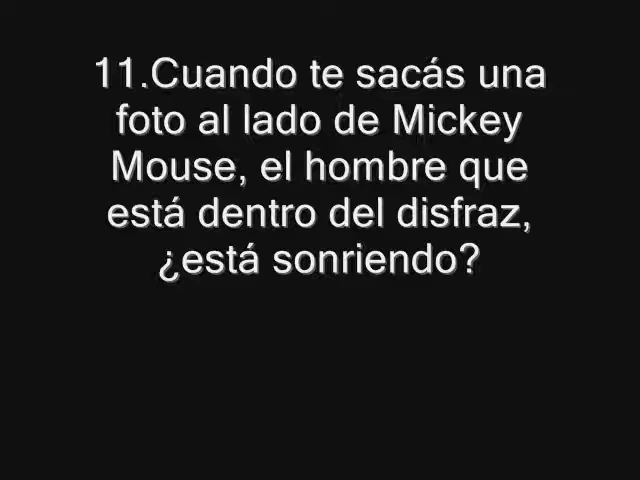 11.Cuando te sacás una
foto al lado de Mickey
Mouse, el hombre que
está dentro del disfraz,
¿está sonriendo?